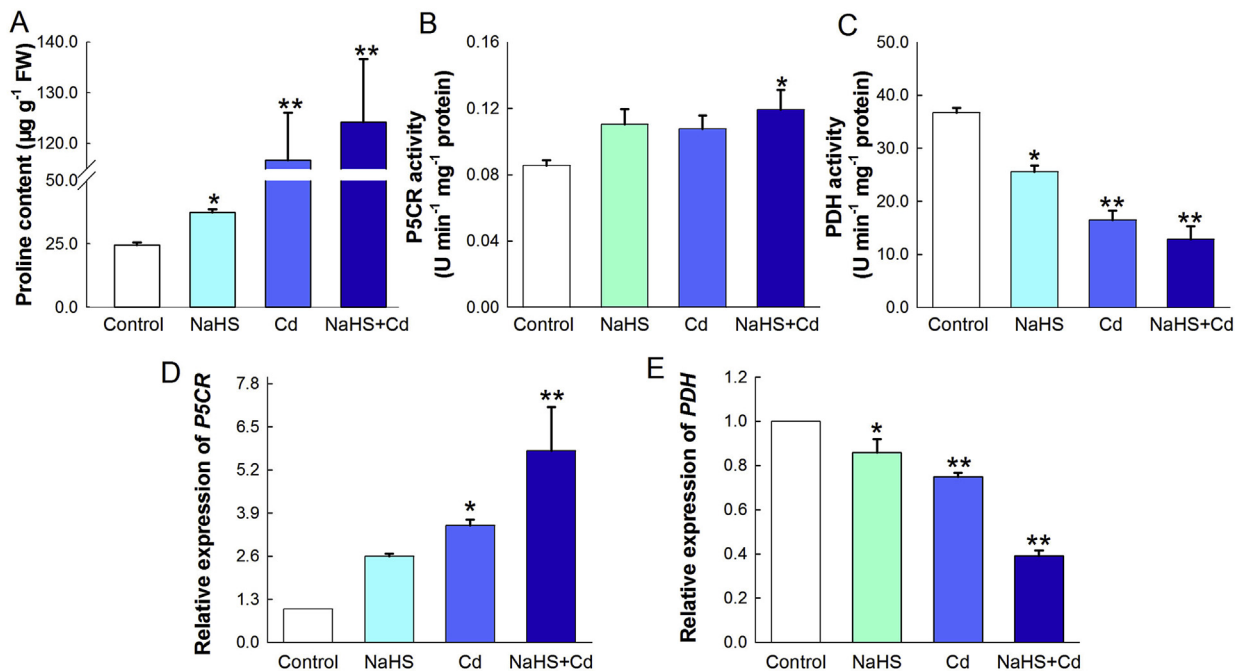 A
Proline content (µg g⁻¹ FW)
140.0
130.0
120.0
50.0
25.0
0.0
*
**
**
Control NaHS Cd NaHS+Cd
B
P5CR activity
(U min⁻¹ mg⁻¹ protein)
0.16
0.12
0.08
0.04
0.00
*
Control NaHS Cd NaHS+Cd
C
PDH activity
(U min⁻¹ mg⁻¹ protein)
50.0
40.0
30.0
20.0
10.0
0.0
*
**
**
Control NaHS Cd NaHS+Cd
D
Relative expression of P5CR
7.8
6.5
5.2
3.9
2.6
1.3
0.0
*
**
Control NaHS Cd NaHS+Cd
E
Relative expression of PDH
1.2
1.0
0.8
0.6
0.4
0.2
0.0
*
**
**
Control NaHS Cd NaHS+Cd